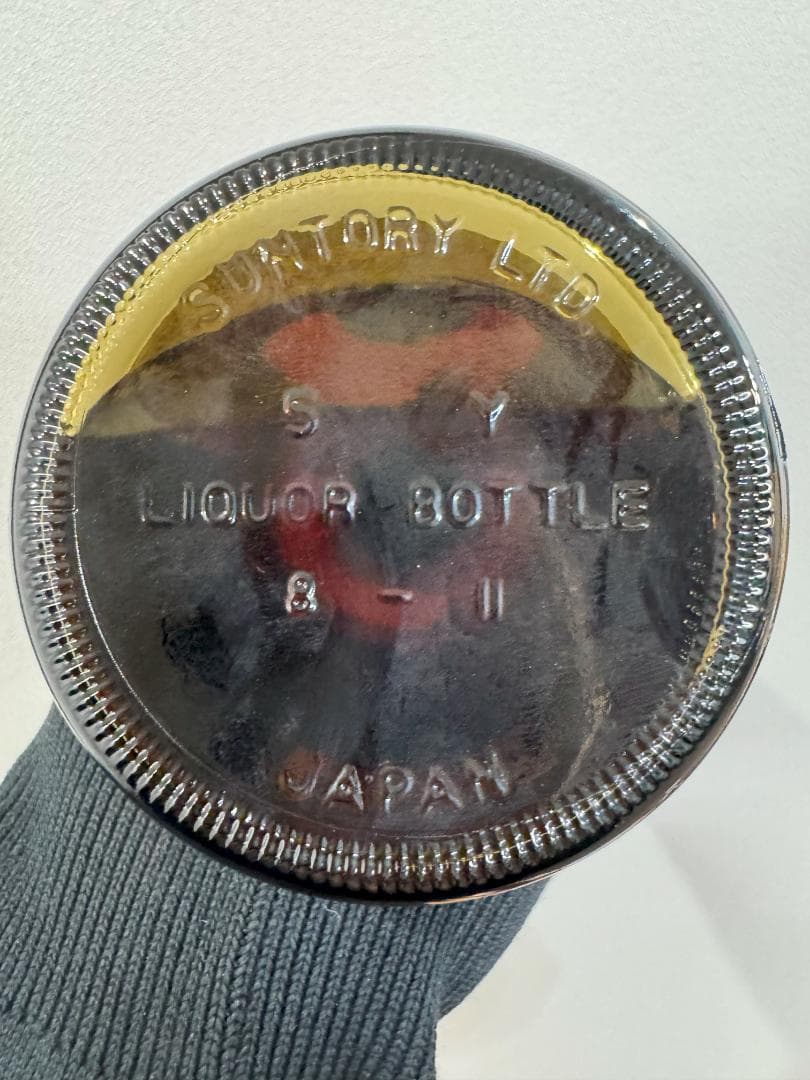 SUNTORY LTD
S Y
LIQUOR BOTTLE
8 - 11
JAPAN